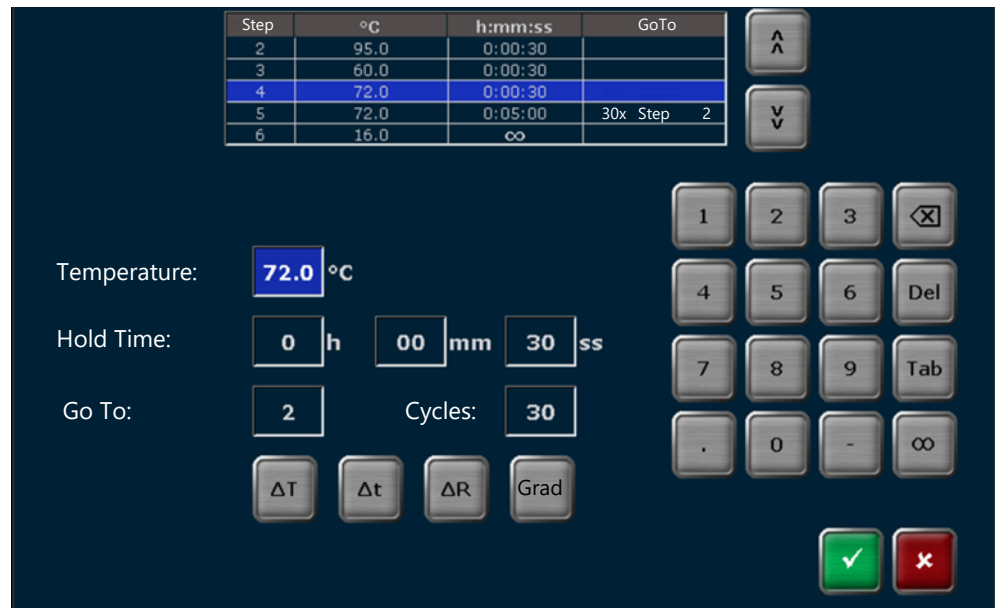 Step °C h:mm:ss GoTo
2 95.0 0:00:30
3 60.0 0:00:30
4 72.0 0:00:30
5 72.0 0:05:00 30x Step 2
6 16.0 ∞
1 2 3
Temperature: 72.0 °C
4 5 6 Del
Hold Time: 0 h 00 mm 30 ss
7 8 9 Tab
Go To: 2 Cycles: 30
. 0 - ∞
ΔT Δt ΔR Grad